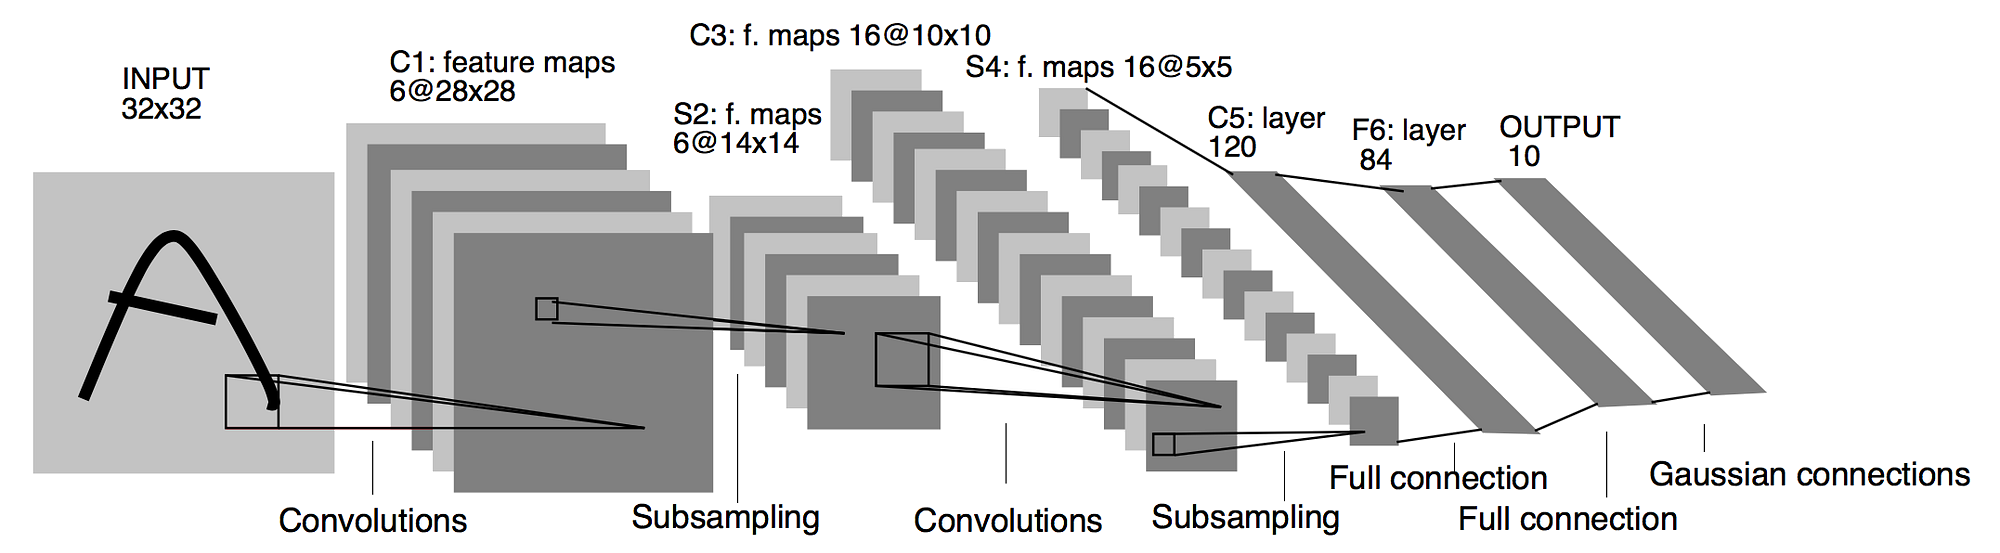 INPUT
32x32
C1: feature maps
6@28x28
S2: f. maps
6@14x14
C3: f. maps 16@10x10
S4: f. maps 16@5x5
C5: layer
120
F6: layer
84
OUTPUT
10
Convolutions
Subsampling
Convolutions
Subsampling
Full connection
Full connection
Gaussian connections